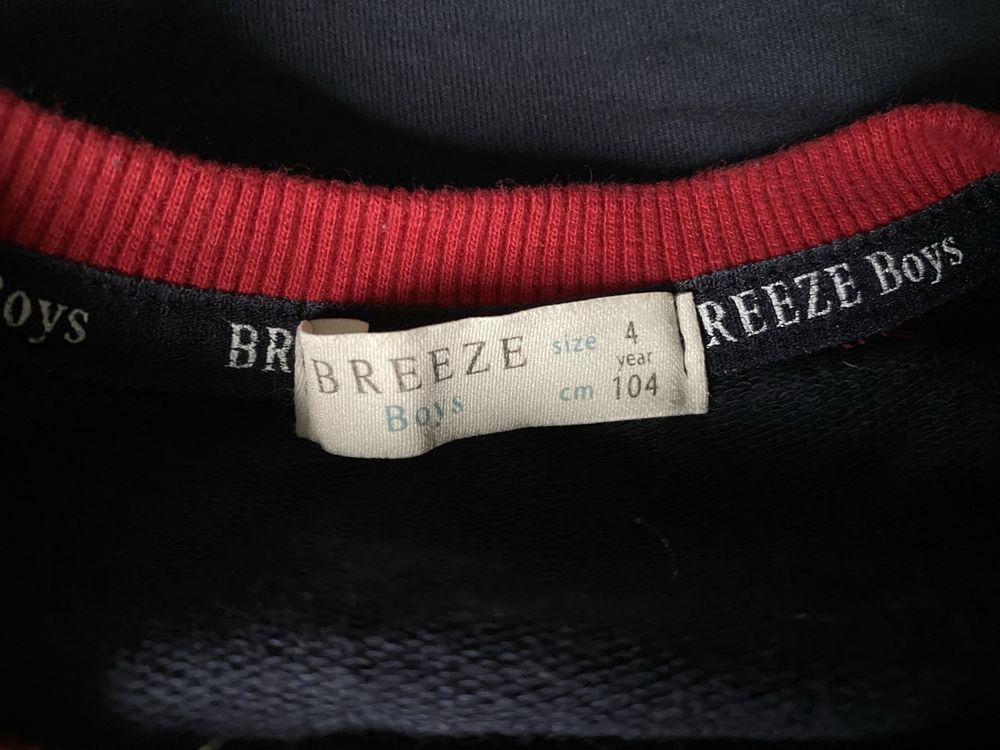 oys
BR
BREEZE
Boys
size 4
year
cm 104
REEZE Boys